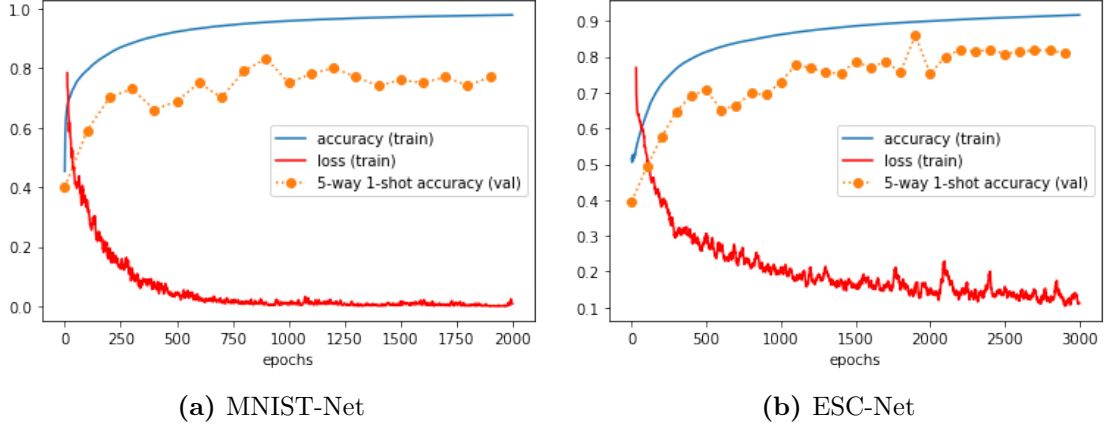 1.0
0.8
0.6
0.4
0.2
0.0
accuracy (train)
loss (train)
5-way 1-shot accuracy (val)
0 250 500 750 1000 1250 1500 1750 2000
epochs
(a) MNIST-Net
0.9
0.8
0.7
0.6
0.5
0.4
0.3
0.2
0.1
accuracy (train)
loss (train)
5-way 1-shot accuracy (val)
0 500 1000 1500 2000 2500 3000
epochs
(b) ESC-Net